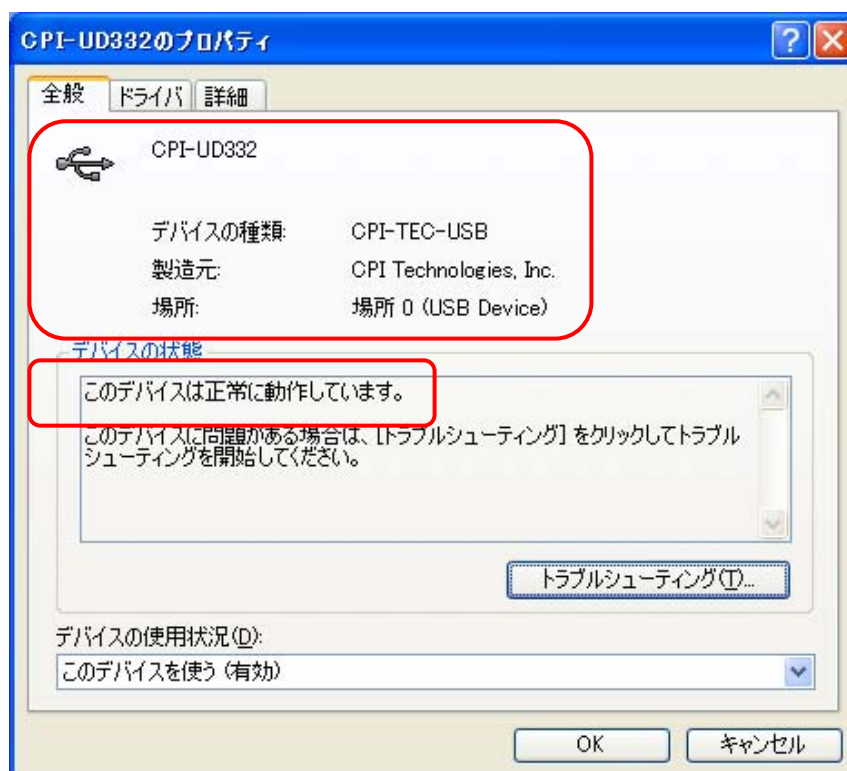 CPI-UD332のプロパティ
全般 ドライバ 詳細
CPI-UD332
デバイスの種類: CPI-TEC-USB
製造元: CPI Technologies, Inc.
場所: 場所 0 (USB Device)
デバイスの状態
このデバイスは正常に動作しています。
このデバイスに問題がある場合は、[トラブルシューティング] をクリックしてトラブル
シューティングを開始してください。
トラブルシューティング(T)...
デバイスの使用状況(D):
このデバイスを使う (有効)
OK キャンセル